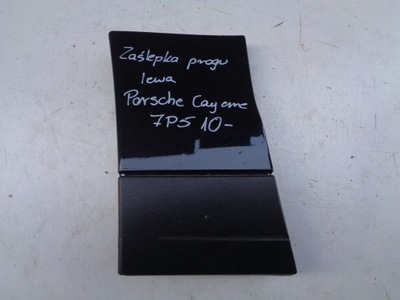 Zaślepka progu
lewa
Porsche Cayenne
7P5 10-